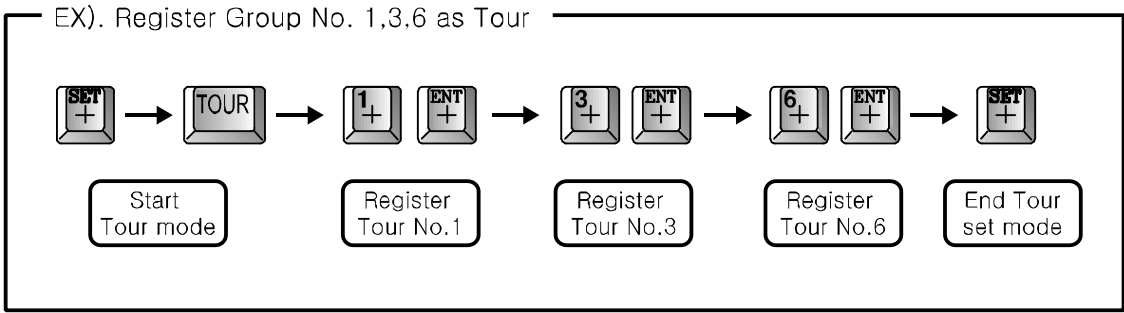 EX). Register Group No. 1,3,6 as Tour
SET + TOUR 1 + ENT + 3 + ENT + 6 + ENT + SET +
Start
Tour mode
Register
Tour No.1
Register
Tour No.3
Register
Tour No.6
End Tour
set mode